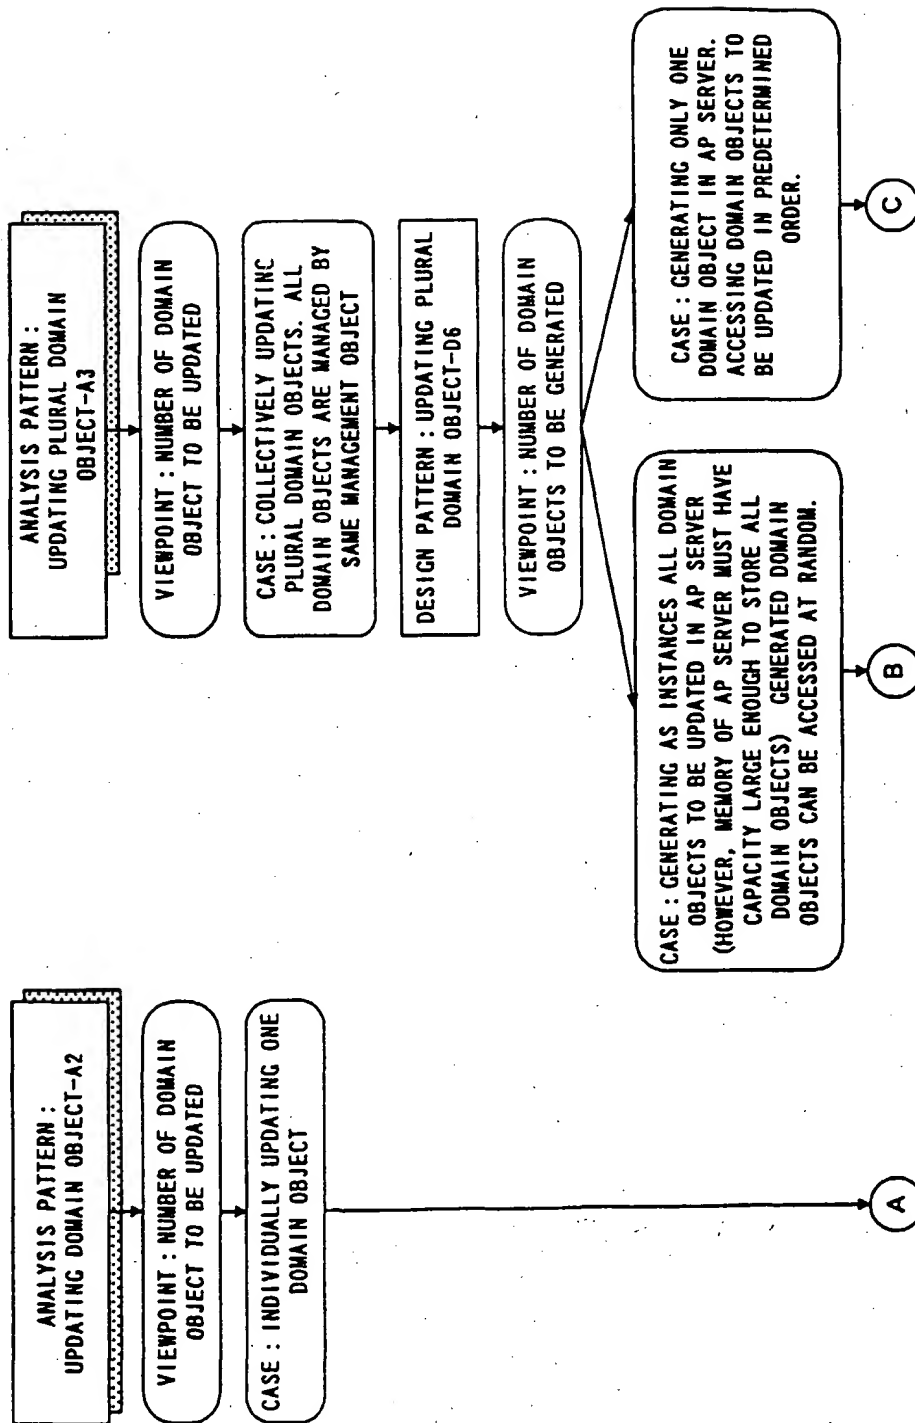 ANALYSIS PATTERN :
UPDATING DOMAIN OBJECT-A2
VIEWPOINT : NUMBER OF DOMAIN
OBJECT TO BE UPDATED
CASE : INDIVIDUALLY UPDATING ONE
DOMAIN OBJECT
A
ANALYSIS PATTERN :
UPDATING PLURAL DOMAIN
OBJECT-A3
VIEWPOINT : NUMBER OF DOMAIN
OBJECT TO BE UPDATED
CASE : COLLECTIVELY UPDATINC
PLURAL DOMAIN OBJECTS. ALL
DOMAIN OBJECTS ARE MANAGED BY
SAME MANAGEMENT OBJECT
DESIGN PATTERN : UPDATING PLURAL
DOMAIN OBJECT-D6
VIEWPOINT : NUMBER OF DOMAIN
OBJECTS TO BE GENERATED
CASE : GENERATING AS INSTANCES ALL DOMAIN
OBJECTS TO BE UPDATED IN AP SERVER
(HOWEVER, MEMORY OF AP SERVER MUST HAVE
CAPACITY LARGE ENOUGH TO STORE ALL
DOMAIN OBJECTS) GENERATED DOMAIN
OBJECTS CAN BE ACCESSED AT RANDOM.
B
CASE : GENERATING ONLY ONE
DOMAIN OBJECT IN AP SERVER.
ACCESSING DOMAIN OBJECTS TO
BE UPDATED IN PREDETERMINED
ORDER.
C